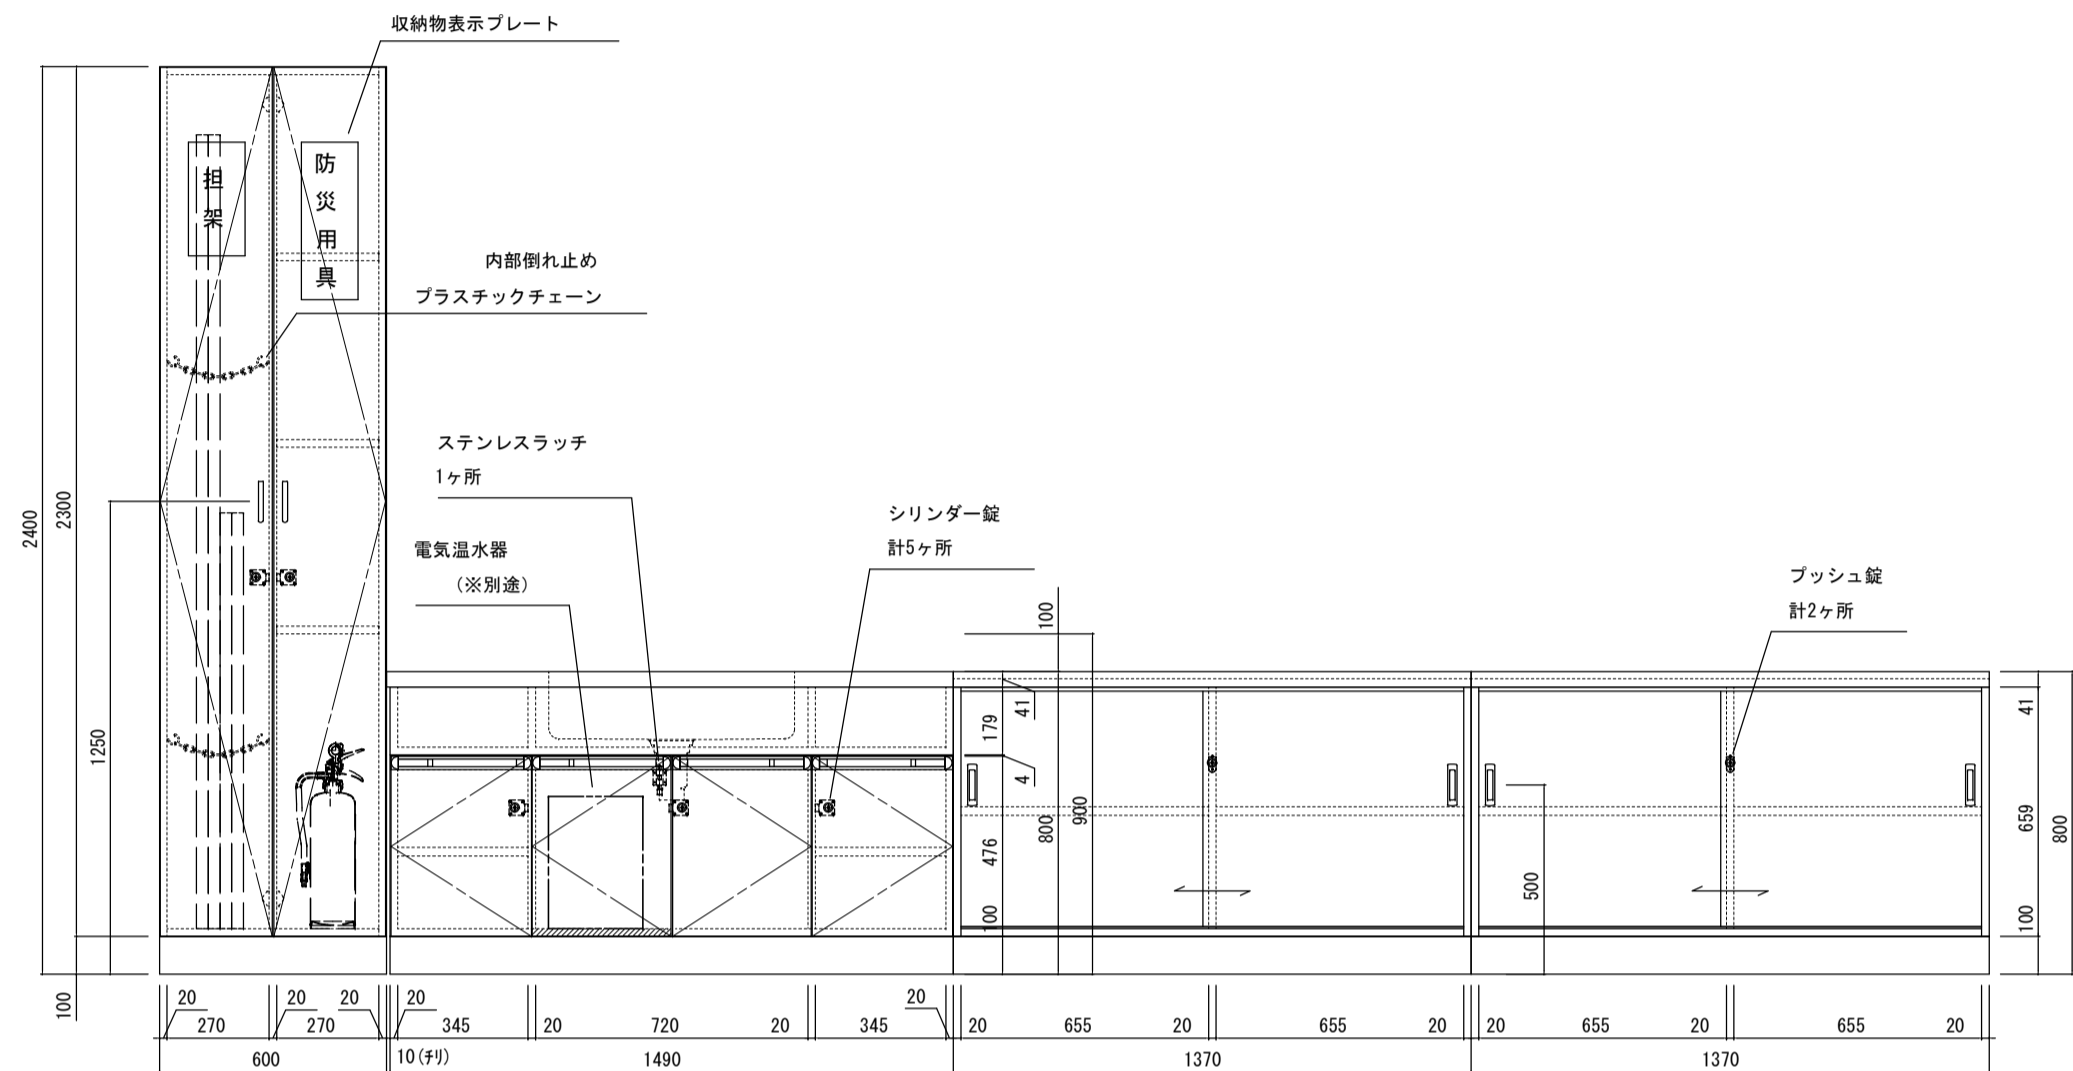 収納物表示プレート
担架
防災用具
内部倒れ止め
プラスチックチェーン
ステンレスラッチ
1ヶ所
電気温水器
（※別途）
シリンダー錠
計5ヶ所
プッシュ錠
計2ヶ所
2400
2300
1250
100
100
41
179
4
476
100
800
900
500
41
659
100
800
20 20 20 20 20
270 270 345 20 720 20 345 20 655 20 655 20 20 655 20 655 20
600 10(チリ) 1490 1370 1370